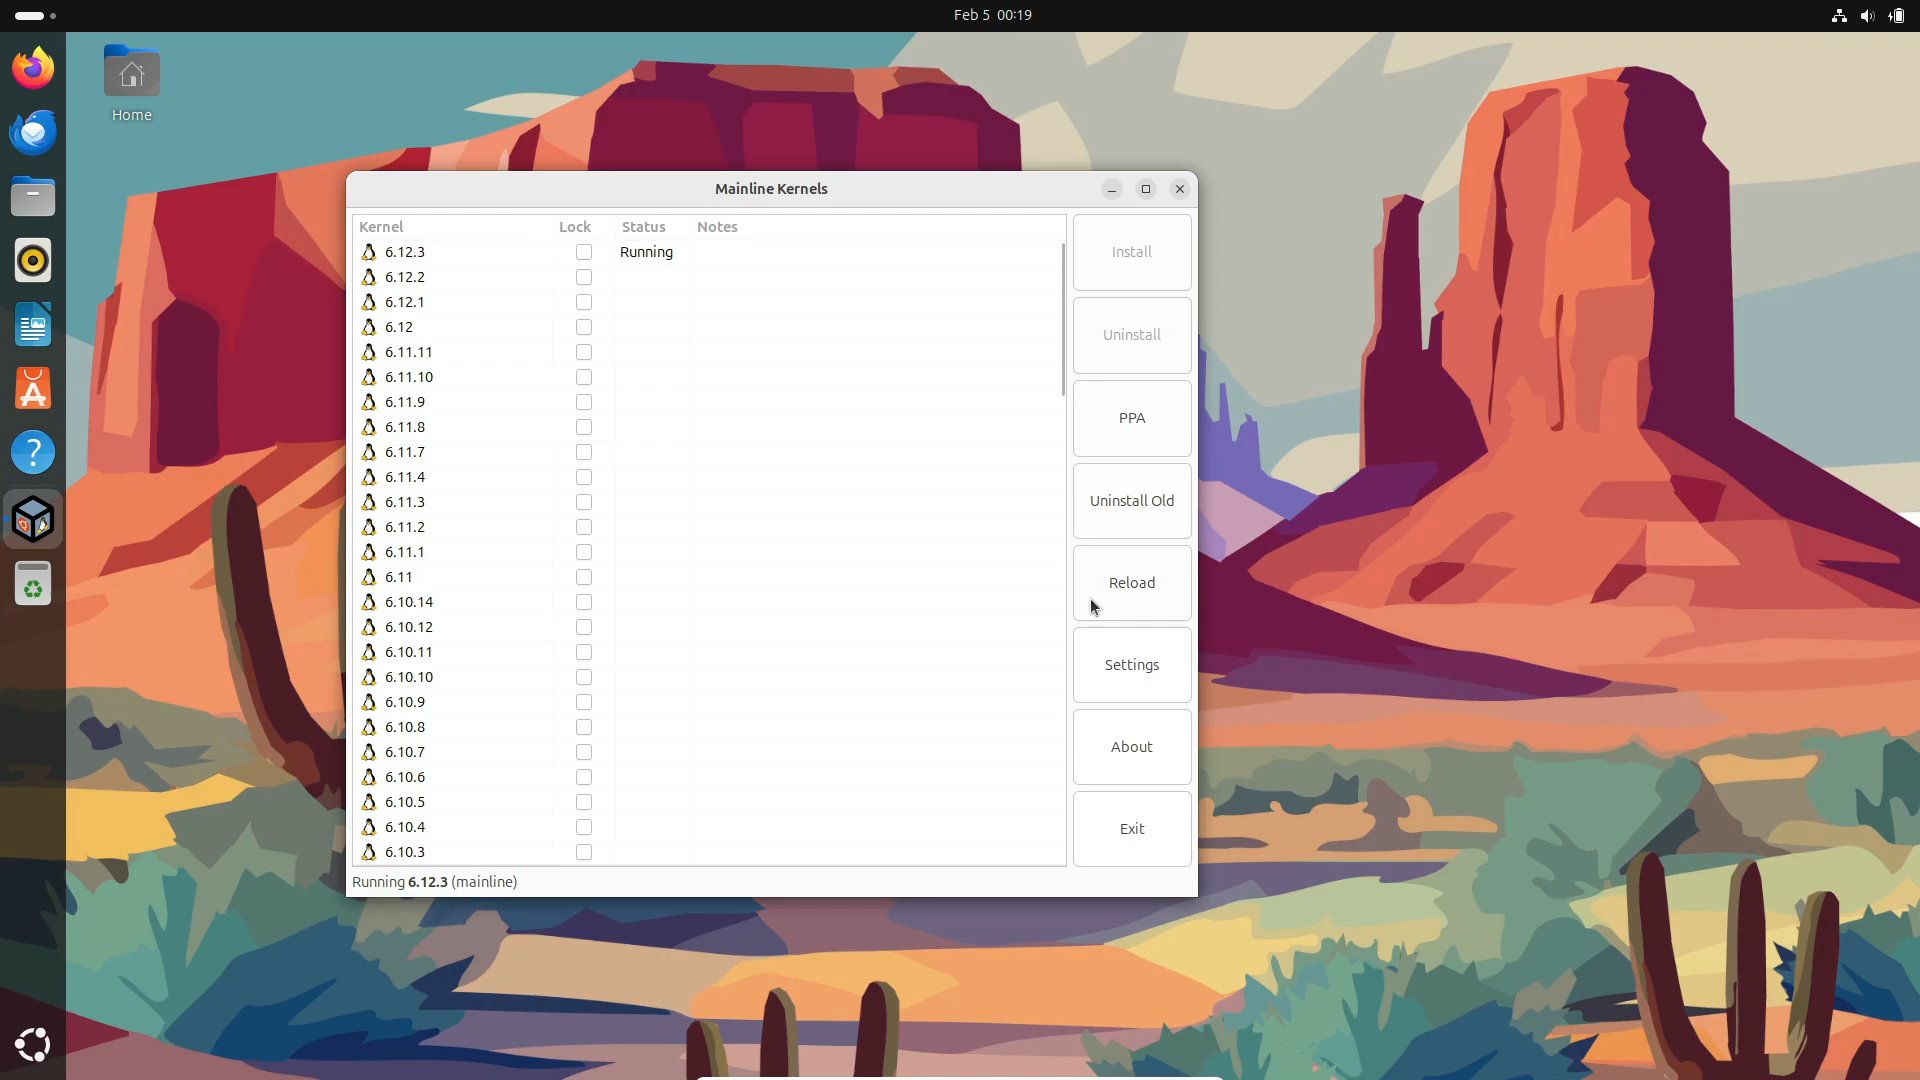 Feb 5 00:19
Home
Mainline Kernels
Kernel Lock Status Notes
6.12.3 Running
6.12.2
6.12.1
6.12
6.11.11
6.11.10
6.11.9
6.11.8
6.11.7
6.11.4
6.11.3
6.11.2
6.11.1
6.11
6.10.14
6.10.12
6.10.11
6.10.10
6.10.9
6.10.8
6.10.7
6.10.6
6.10.5
6.10.4
6.10.3
Install
Uninstall
PPA
Uninstall Old
Reload
Settings
About
Exit
Running 6.12.3 (mainline)